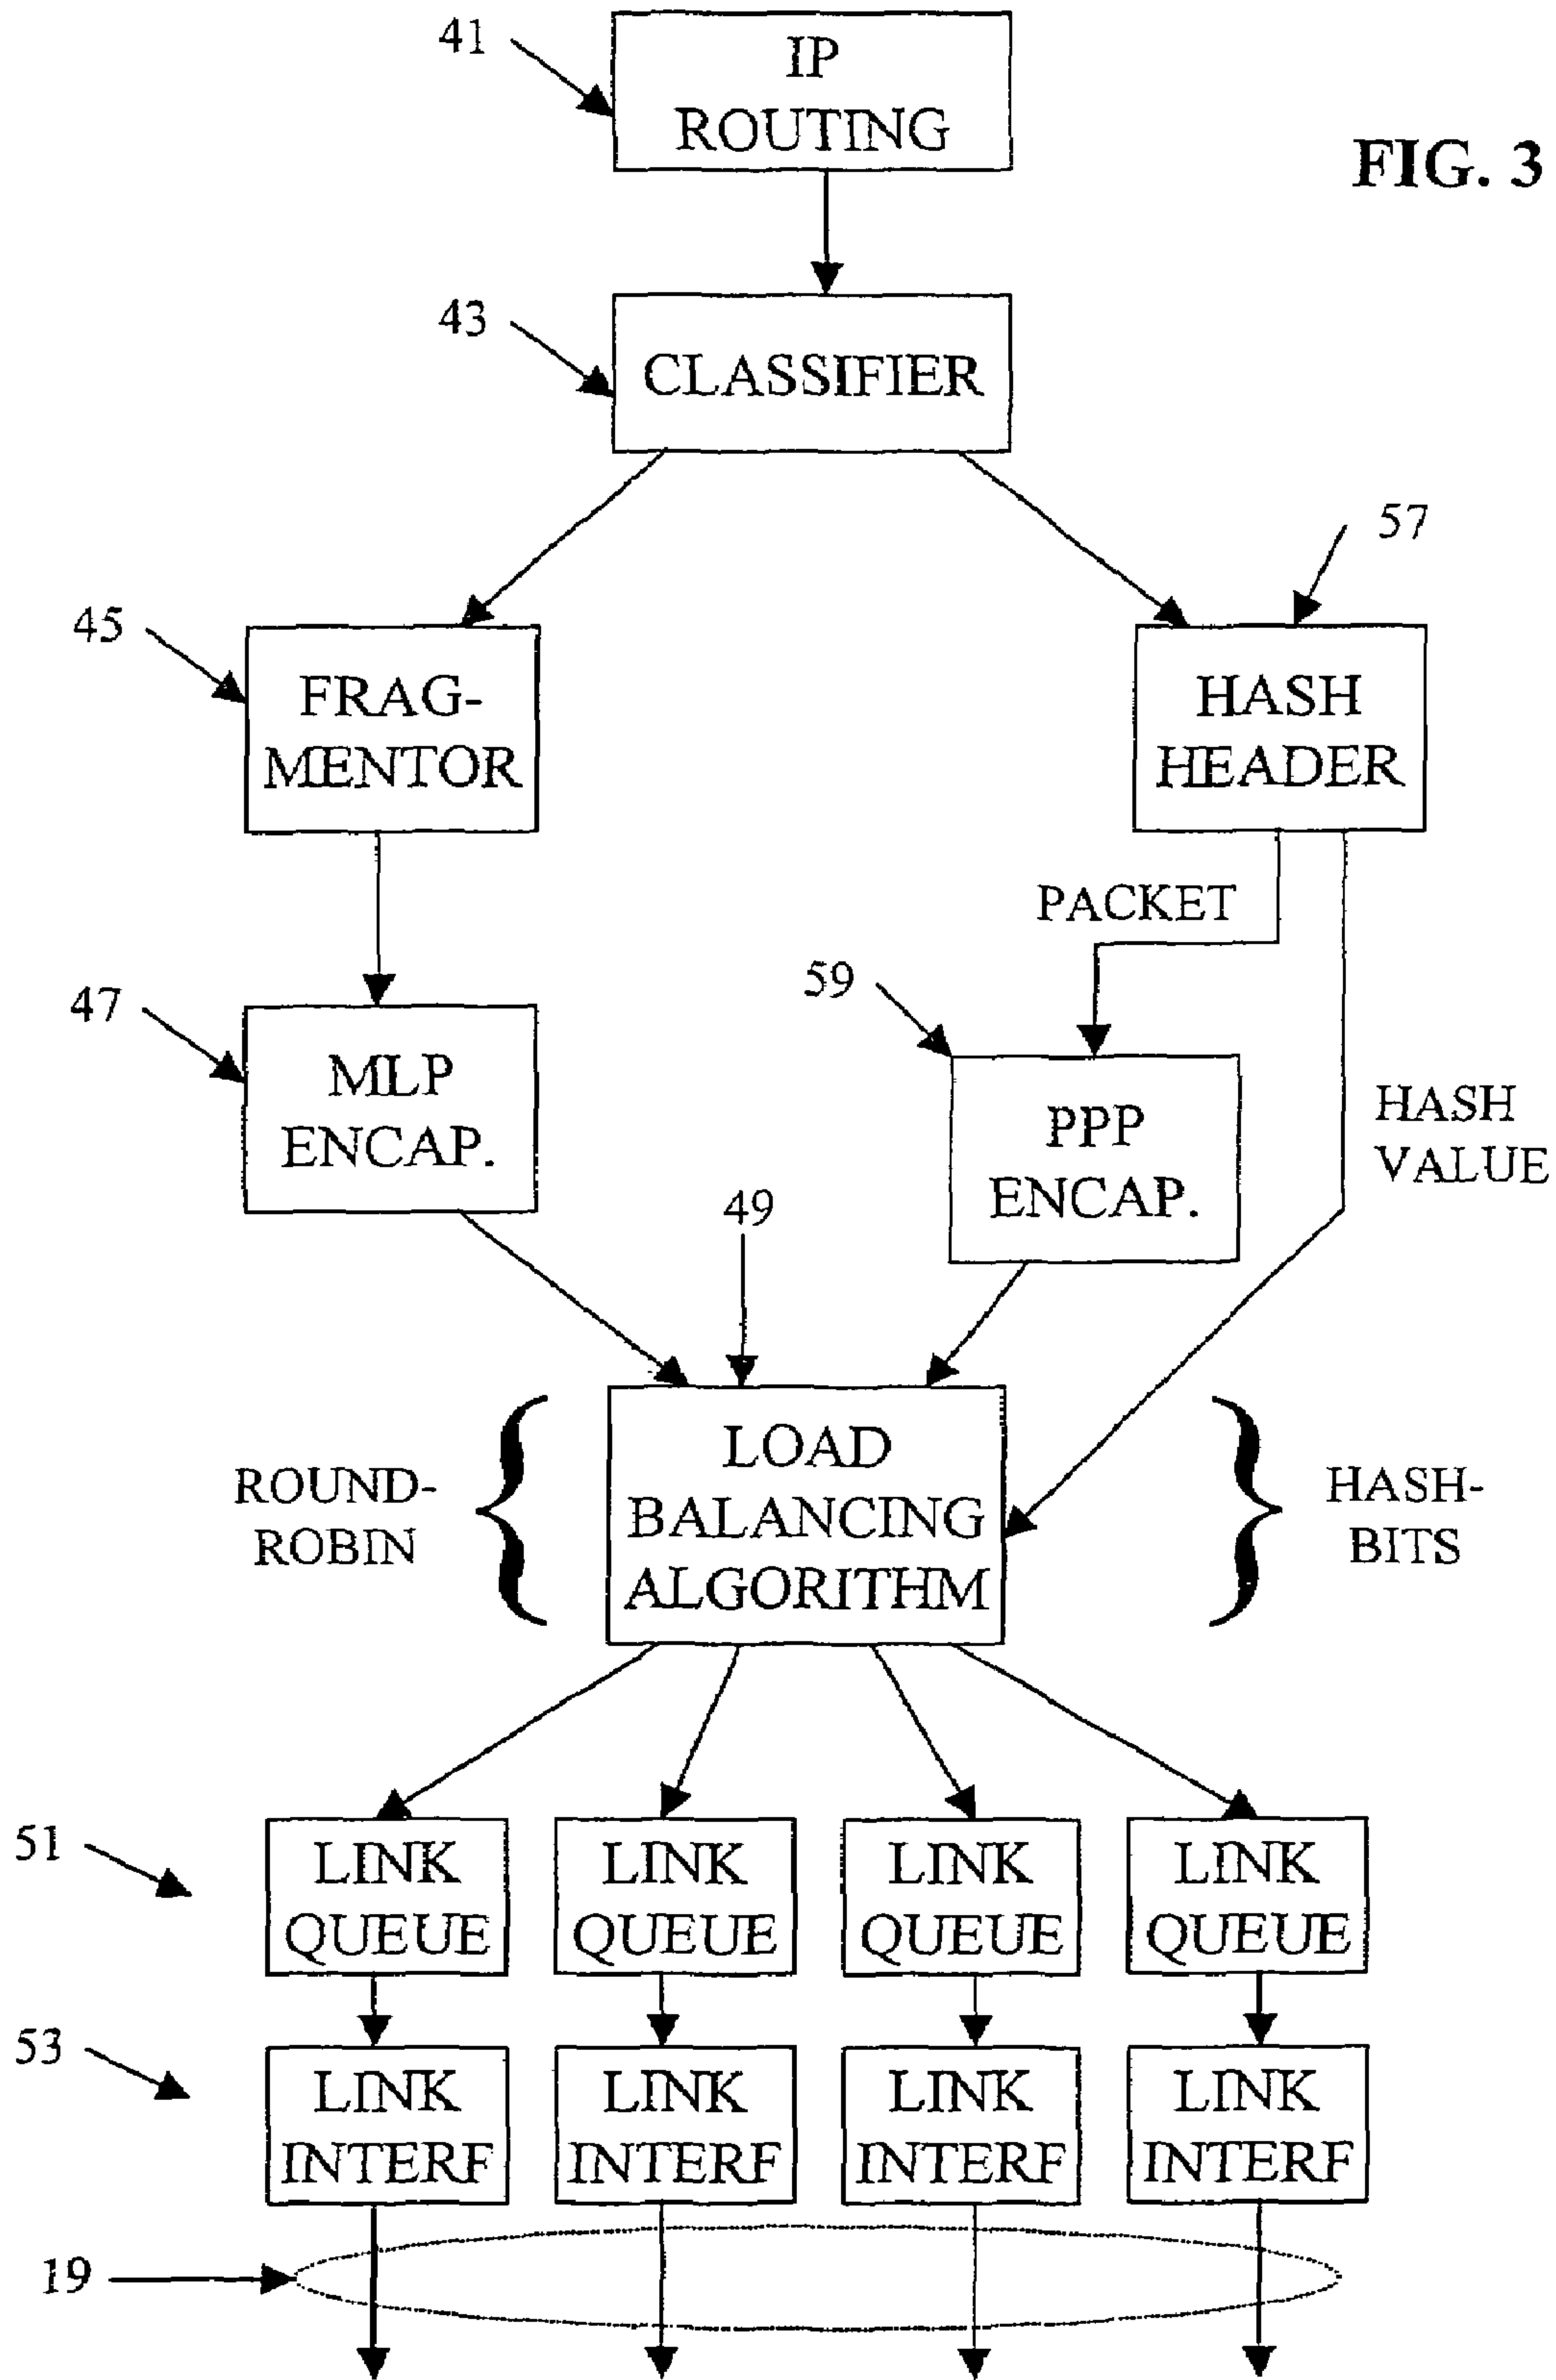 41
IP
ROUTING
FIG. 3
43
CLASSIFIER
57
45
FRAG-
MENTOR
HASH
HEADER
PACKET
59
47
MLP
ENCAP.
PPP
ENCAP.
HASH
VALUE
49
ROUND-
ROBIN
LOAD
BALANCING
ALGORITHM
HASH-
BITS
51
LINK
QUEUE
LINK
QUEUE
LINK
QUEUE
LINK
QUEUE
53
LINK
INTERF
LINK
INTERF
LINK
INTERF
LINK
INTERF
19